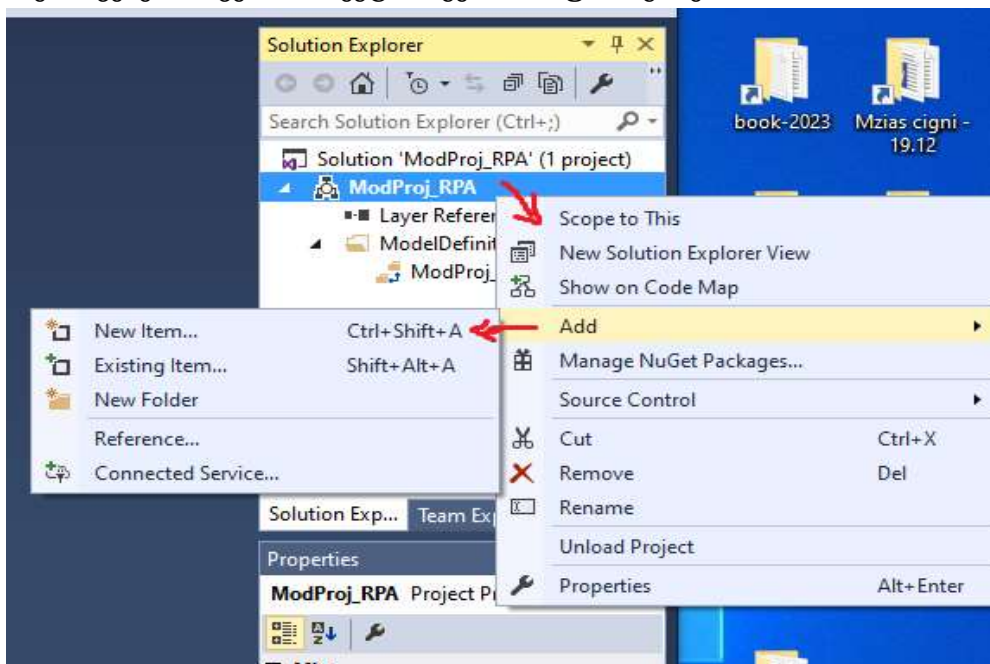 Solution Explorer
Search Solution Explorer (Ctrl+;)
Solution 'ModProj_RPA' (1 project)
ModProj_RPA
Layer Referen
ModelDefinit
ModProj_
Scope to This
New Solution Explorer View
Show on Code Map
Add
Manage NuGet Packages...
Source Control
Cut Ctrl+X
Remove Del
Rename
Unload Project
Properties Alt+Enter
New Item... Ctrl+Shift+A
Existing Item... Shift+Alt+A
New Folder
Reference...
Connected Service...
Solution Exp... Team Exp
Properties
ModProj_RPA Project Pr
book-2023
Mzias cigni -
19.12